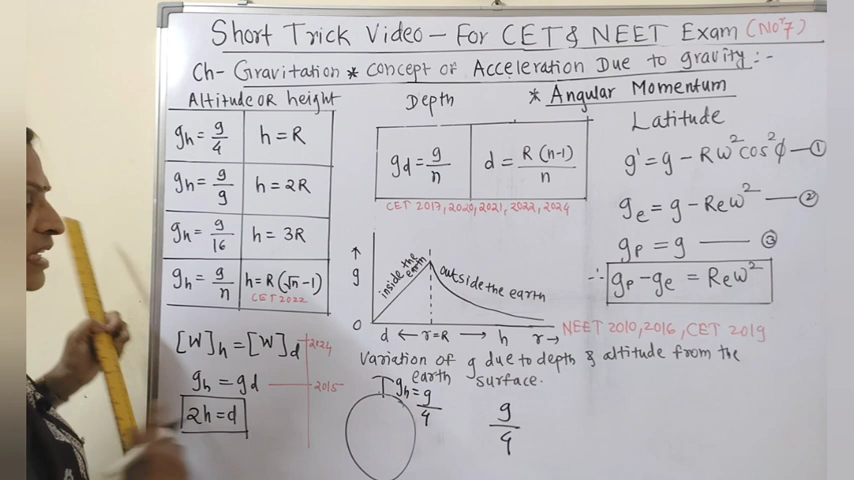 Short Trick Video - For CET & NEET Exam (No. 7)
Ch- Gravitation * concept of Acceleration Due to gravity :-
Altitude OR height
gh = g/4
h = R
gh = g/9
h = 2R
gh = g/16
h = 3R
gh = g/n
h = R(√n-1)
CET 2022
[W]h = [W]d
2024
gh = gd
2015
2h = d
Depth
gd = g/n
d = R(n-1)/n
CET 2017, 2020, 2021, 2022, 2024
g
inside the earth
outside the earth
O
d ← r=R → h r→
NEET 2010, 2016, CET 2019
Variation of g due to depth & altitude from the
earth surface.
gh = g/4
g/4
* Angular Momentum
Latitude
g' = g - Rω²cos²φ —①
ge = g - Reω² —②
gp = g —③
∴ gp - ge = Reω²